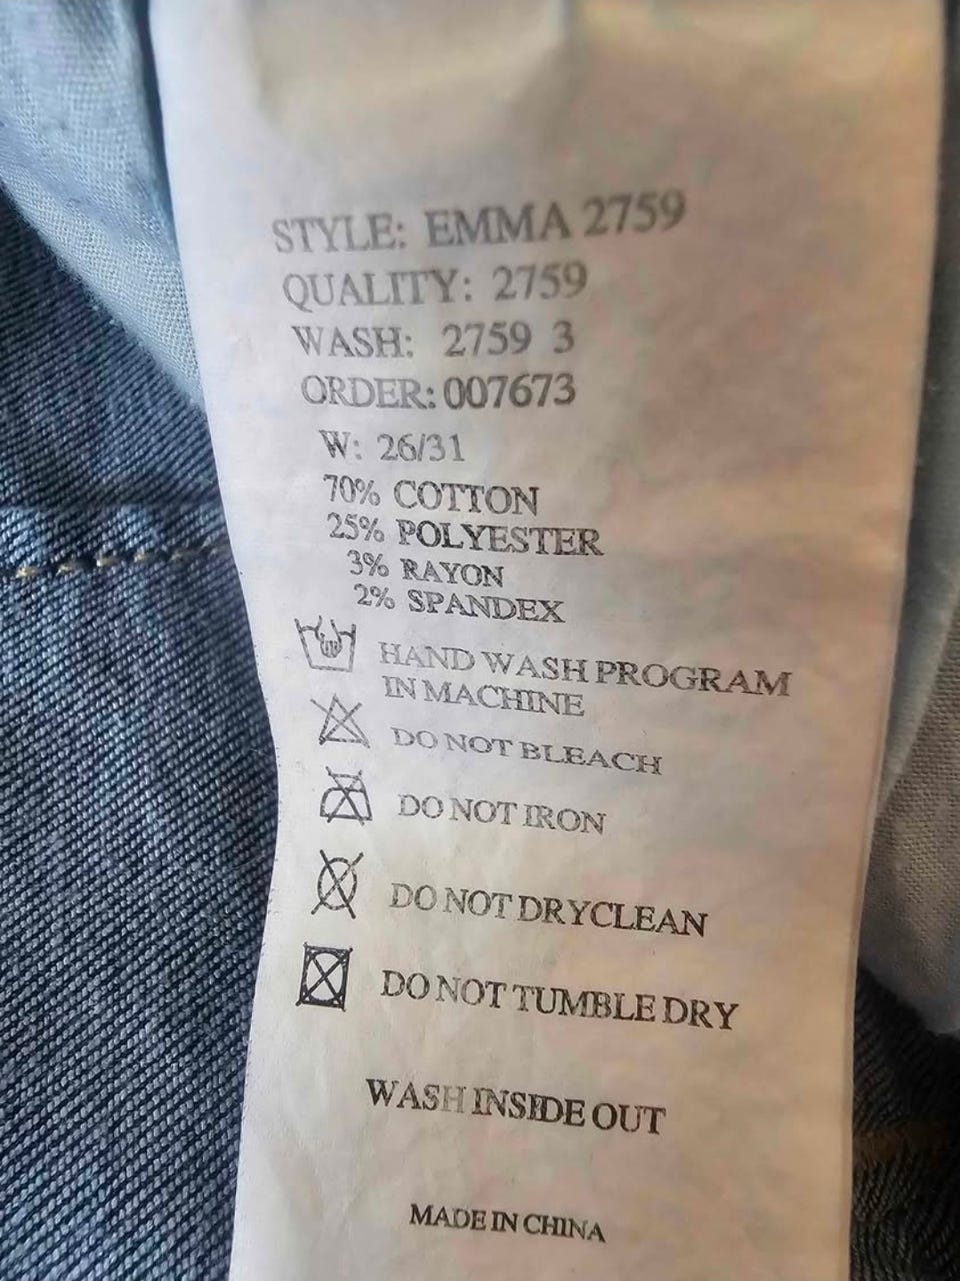 STYLE: EMMA 2759
QUALITY: 2759
WASH: 2759 3
ORDER: 007673
W: 26/31
70% COTTON
25% POLYESTER
3% RAYON
2% SPANDEX
HAND WASH PROGRAM
IN MACHINE
DO NOT BLEACH
DO NOT IRON
DO NOT DRYCLEAN
DO NOT TUMBLE DRY
WASH INSIDE OUT
MADE IN CHINA